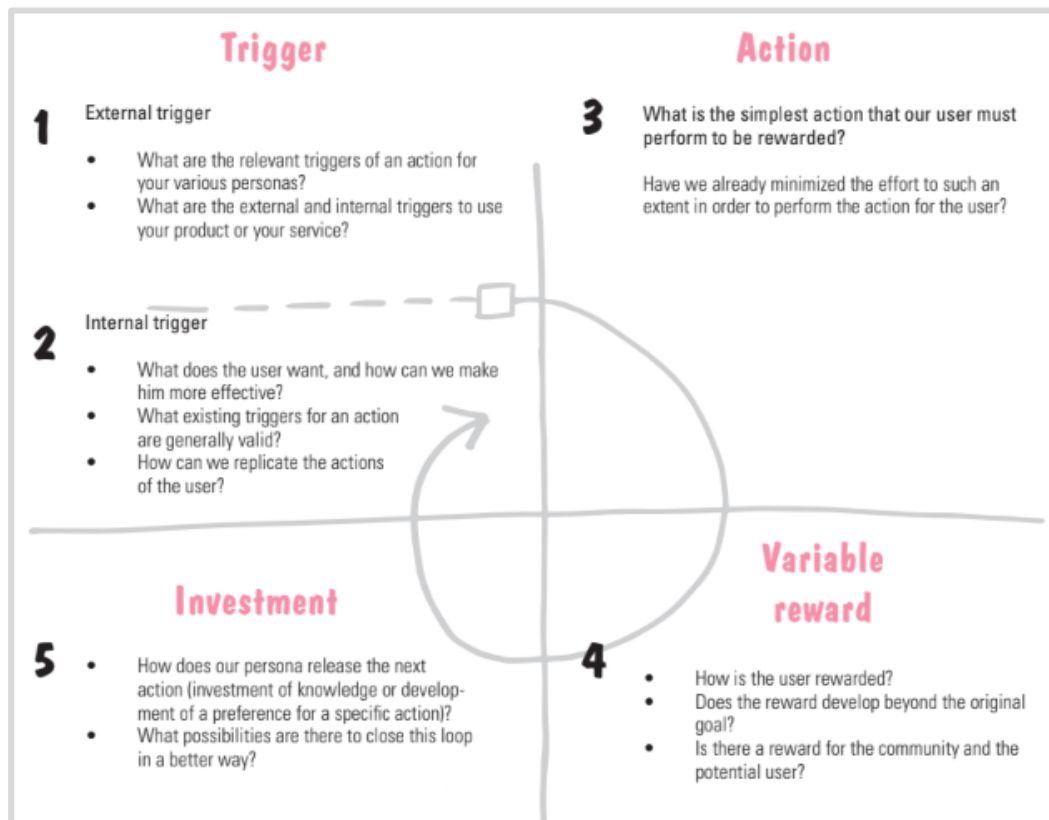 Trigger
1
External trigger
• What are the relevant triggers of an action for
your various personas?
• What are the external and internal triggers to use
your product or your service?
2
Internal trigger
• What does the user want, and how can we make
him more effective?
• What existing triggers for an action
are generally valid?
• How can we replicate the actions
of the user?
Action
3
What is the simplest action that our user must
perform to be rewarded?
Have we already minimized the effort to such an
extent in order to perform the action for the user?
Variable
reward
4
• How is the user rewarded?
• Does the reward develop beyond the original
goal?
• Is there a reward for the community and the
potential user?
Investment
5
• How does our persona release the next
action (investment of knowledge or develop-
ment of a preference for a specific action)?
• What possibilities are there to close this loop
in a better way?